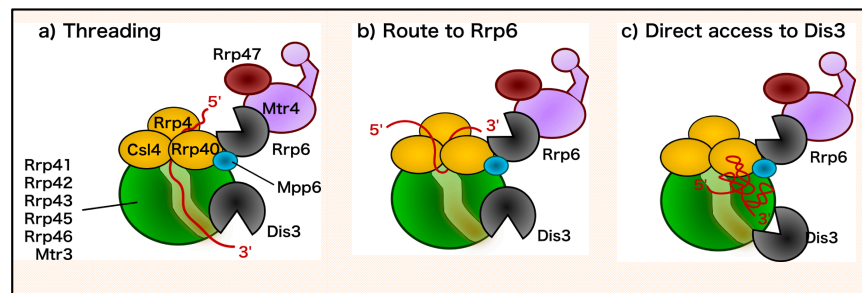 a) Threading
b) Route to Rrp6
c) Direct access to Dis3
Rrp47
5'
Mtr4
Rrp4
Csl4
Rrp40
Rrp6
Mpp6
Rrp41
Rrp42
Rrp43
Rrp45
Rrp46
Mtr3
Dis3
3'
5'
3'
Rrp6
Dis3
Rrp6
5'
3'
Dis3